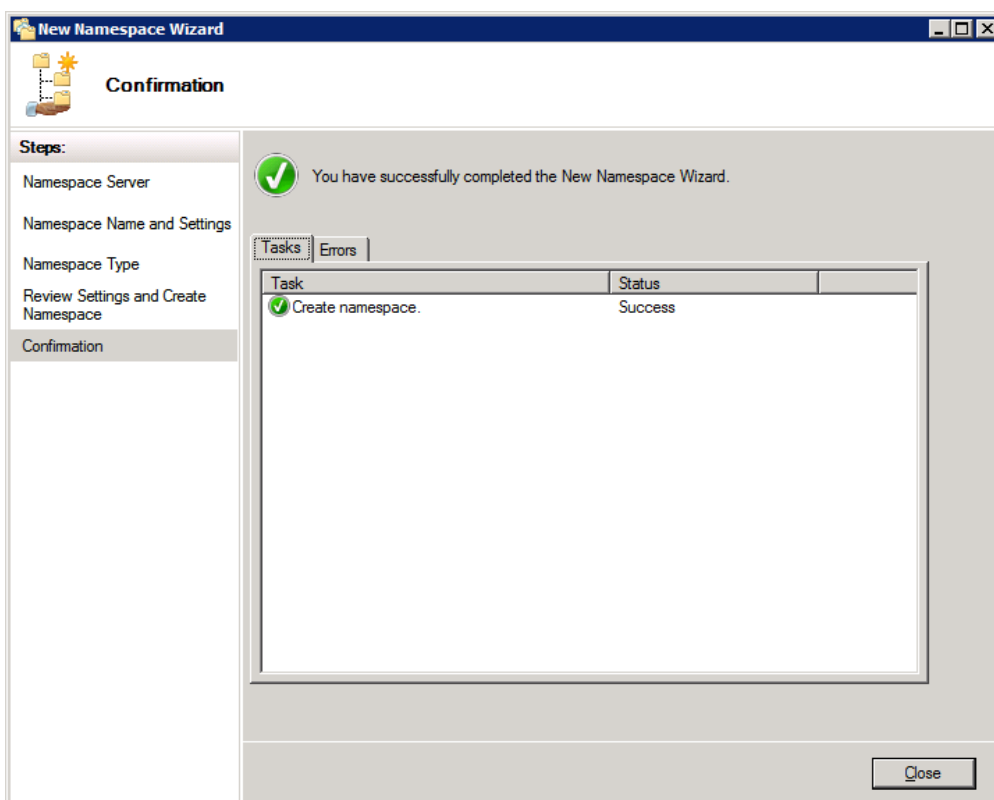 New Namespace Wizard
Confirmation
Steps:
Namespace Server
Namespace Name and Settings
Namespace Type
Review Settings and Create
Namespace
Confirmation
You have successfully completed the New Namespace Wizard.
Tasks Errors
Task Status
Create namespace. Success
Close